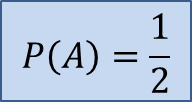 P(A) = 1/2